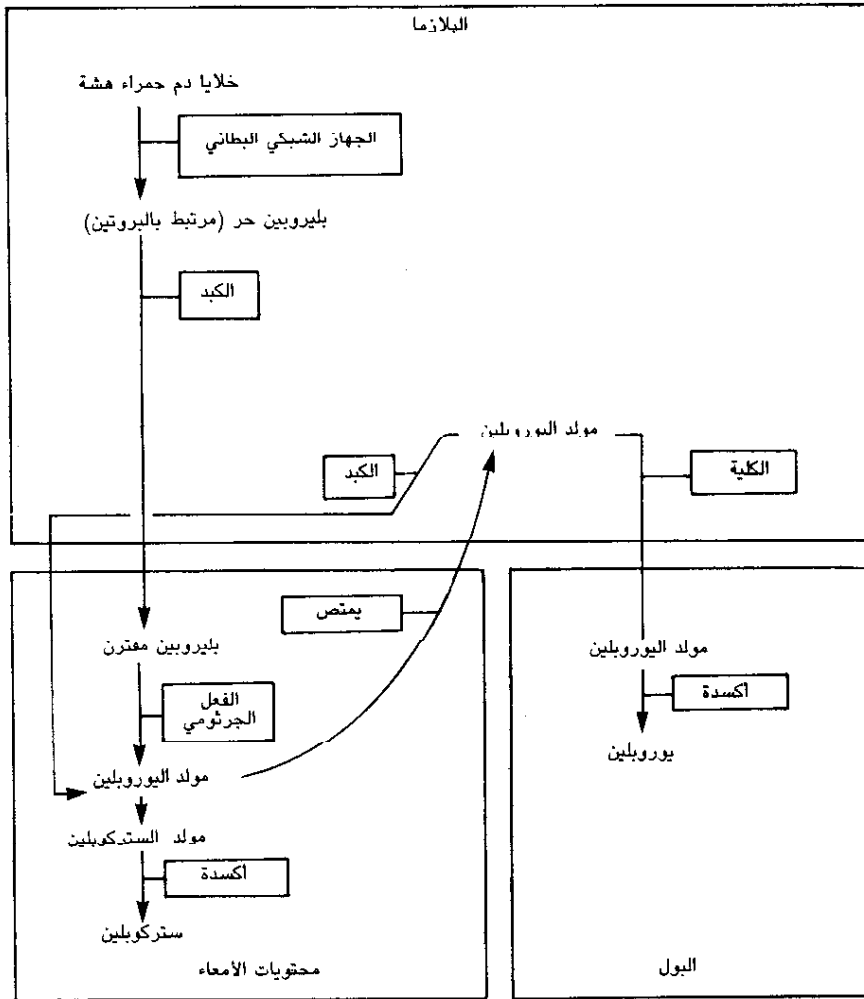 البلازما
خلايا دم حمراء هشة
الجهاز الشبكي البطاني
بليروبين حر (مرتبط بالبروتين)
الكبد
مولد اليوروبلين
الكبد
الكلية
يمتص
بليروبين مقترن
مولد اليوروبلين
الفعل
الجرثومي
أكسدة
يوروبلين
مولد اليوروبلين
مولد الستركوبلين
أكسدة
ستركوبلين
محتويات الأمعاء
البول